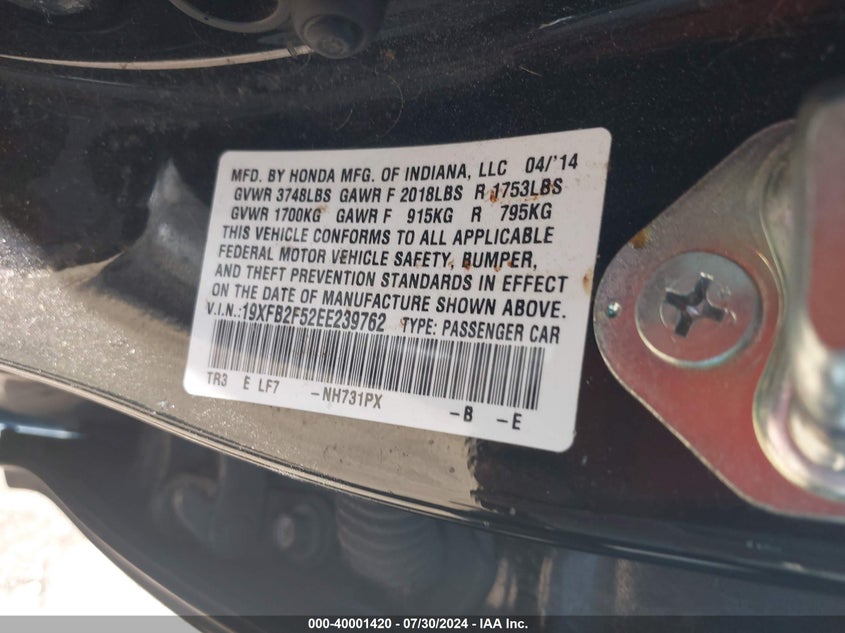 MFD. BY HONDA MFG. OF INDIANA, LLC 04/'14
GVWR 3748LBS GAWR F 2018LBS R 1753LBS
GVWR 1700KG GAWR F 915KG R 795KG
THIS VEHICLE CONFORMS TO ALL APPLICABLE
FEDERAL MOTOR VEHICLE SAFETY, BUMPER,
AND THEFT PREVENTION STANDARDS IN EFFECT
ON THE DATE OF MANUFACTURE SHOWN ABOVE.
V.I.N.:19XFB2F52EE239762 TYPE: PASSENGER CAR
TR3 E LF7 -NH731PX -B -E
000-40001420 - 07/30/2024 - IAA Inc.